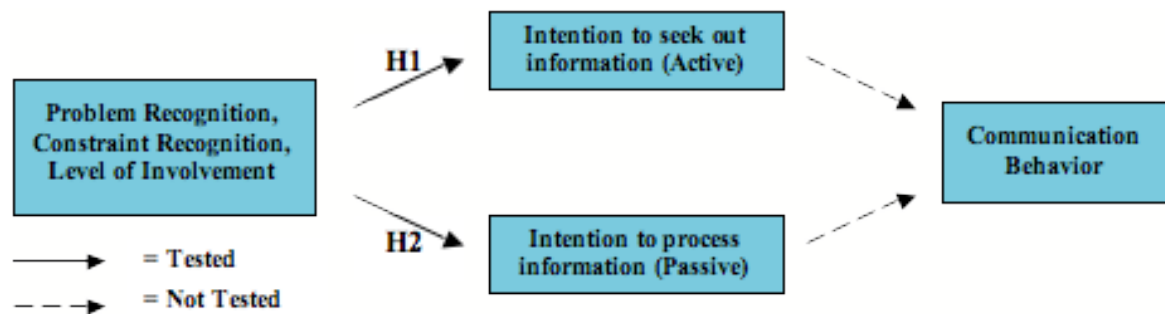 Problem Recognition,
Constraint Recognition,
Level of Involvement
H1
Intention to seek out
information (Active)
H2
Intention to process
information (Passive)
Communication
Behavior
= Tested
= Not Tested